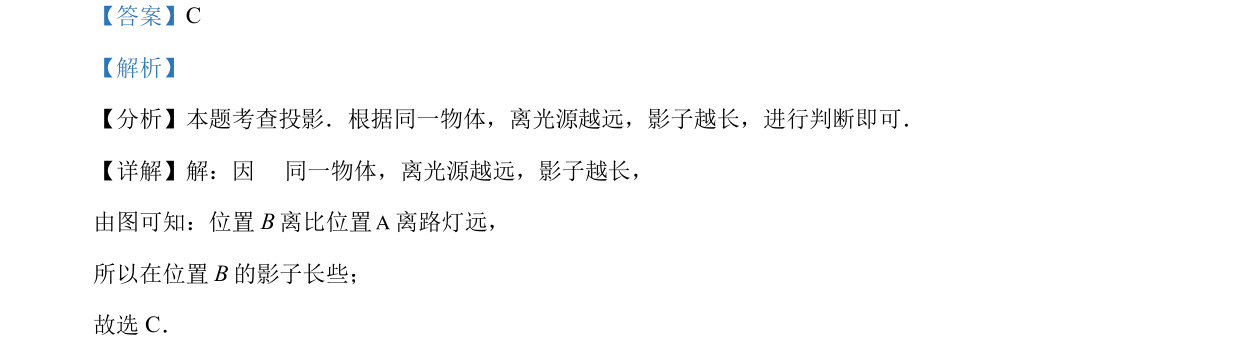 【答案】C
【解析】
【分析】本题考查投影．根据同一物体，离光源越远，影子越长，进行判断即可．
【详解】解：因 同一物体，离光源越远，影子越长，
由图可知：位置 B 离比位置 A 离路灯远，
所以在位置 B 的影子长些；
故选 C．